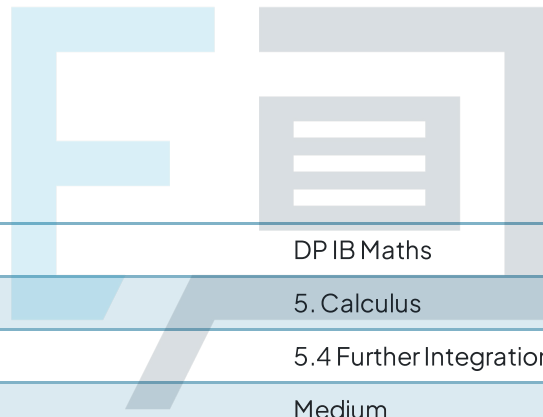 DP IB Maths
5. Calculus
5.4 Further Integration
Medium